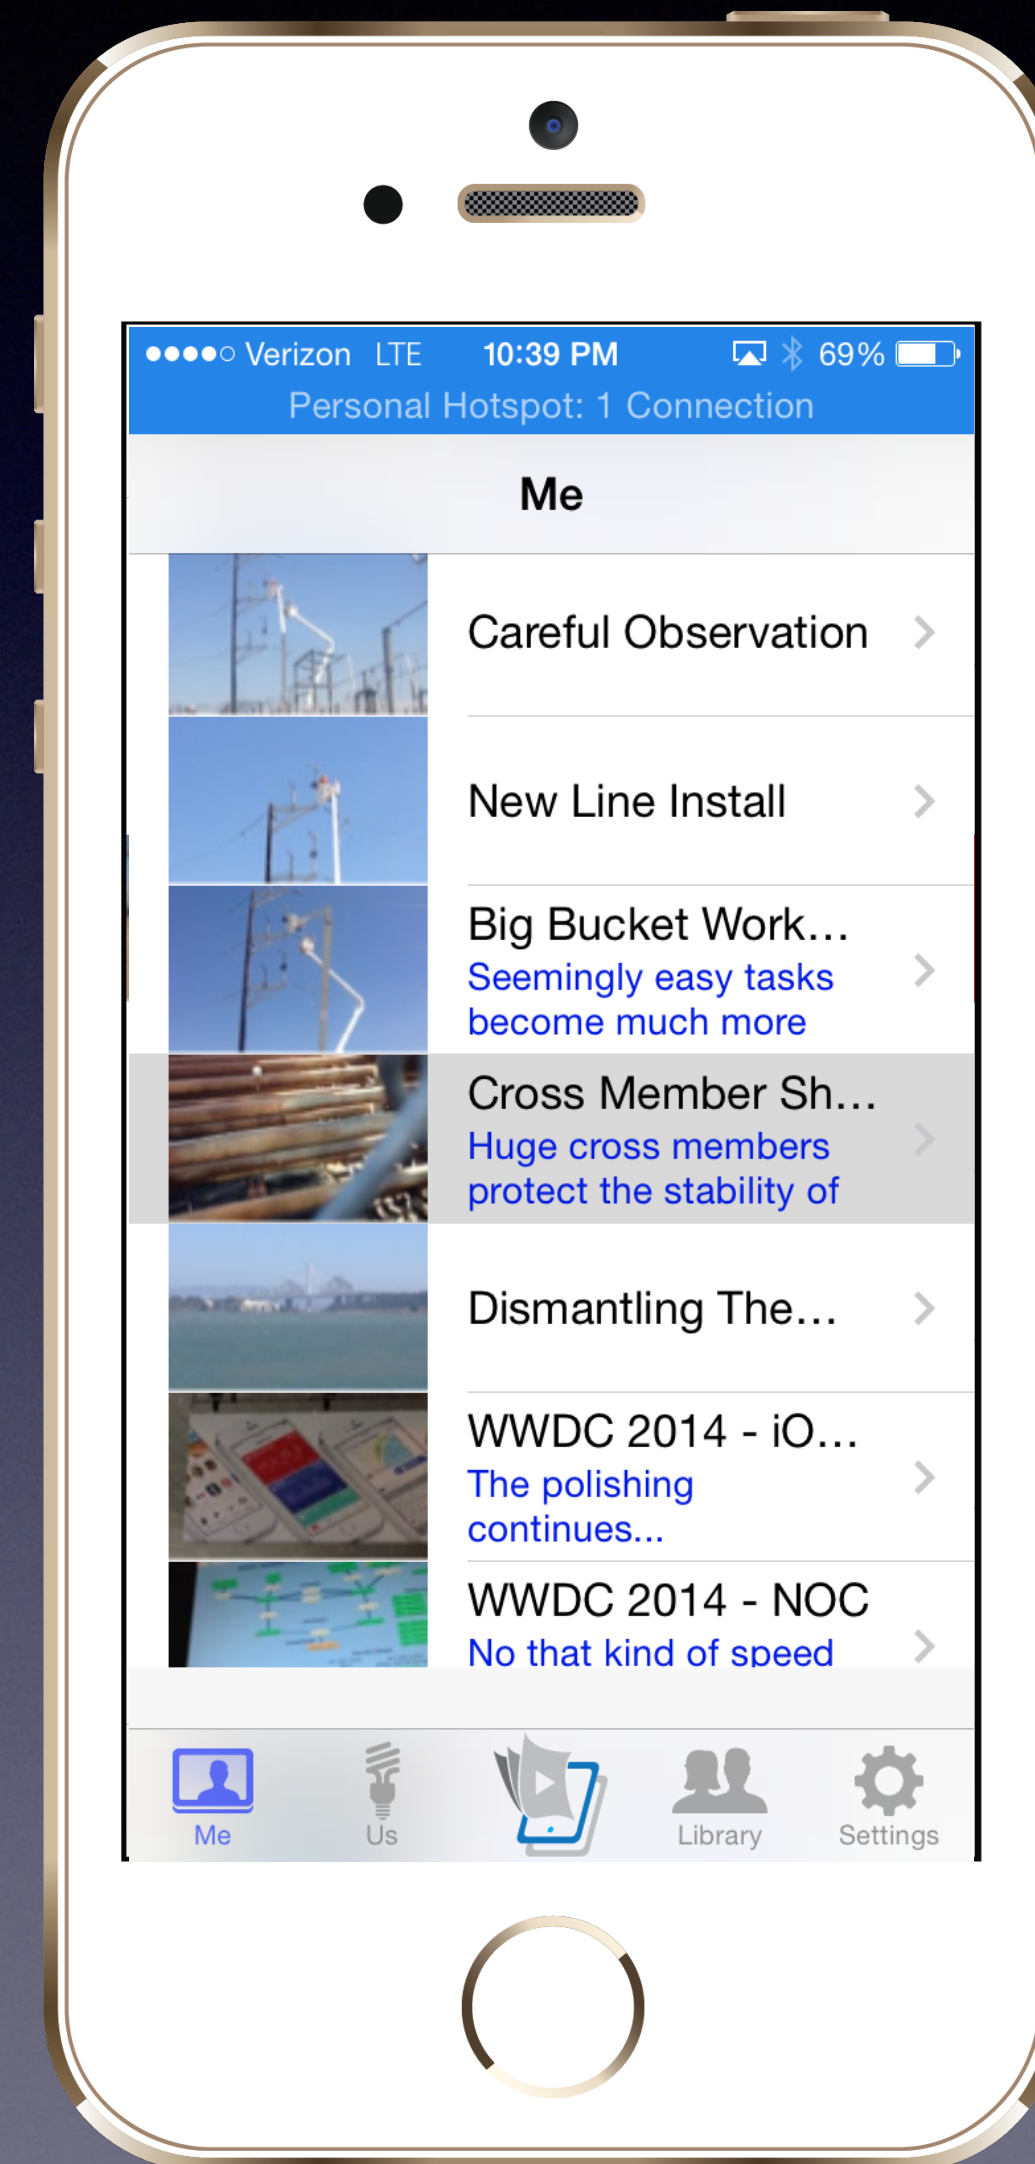 Verizon LTE 10:39 PM 69%
Personal Hotspot: 1 Connection
Me
Careful Observation
New Line Install
Big Bucket Work...
Seemingly easy tasks
become much more
Cross Member Sh...
Huge cross members
protect the stability of
Dismantling The...
WWDC 2014 - iO...
The polishing
continues...
WWDC 2014 - NOC
No that kind of speed
Me
Us
Library
Settings